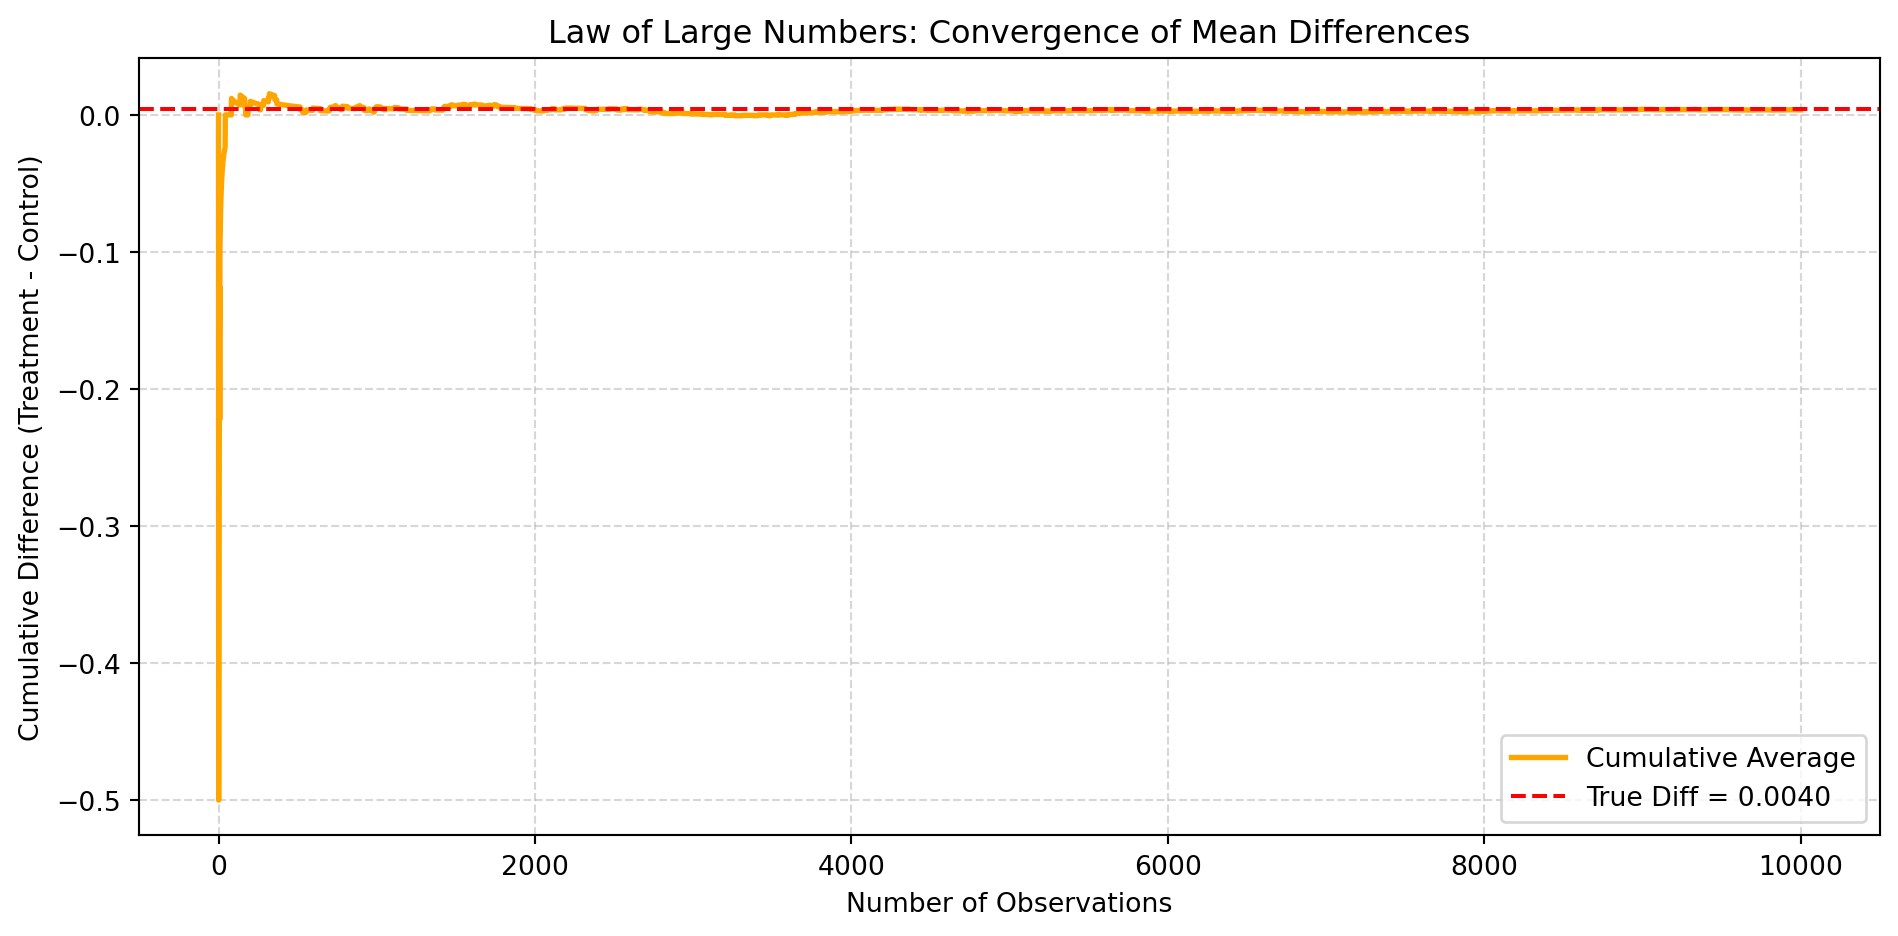 Law of Large Numbers: Convergence of Mean Differences
Cumulative Difference (Treatment - Control)
0.0
−0.1
−0.2
−0.3
−0.4
−0.5
0
2000
4000
6000
8000
10000
Number of Observations
Cumulative Average
True Diff = 0.0040